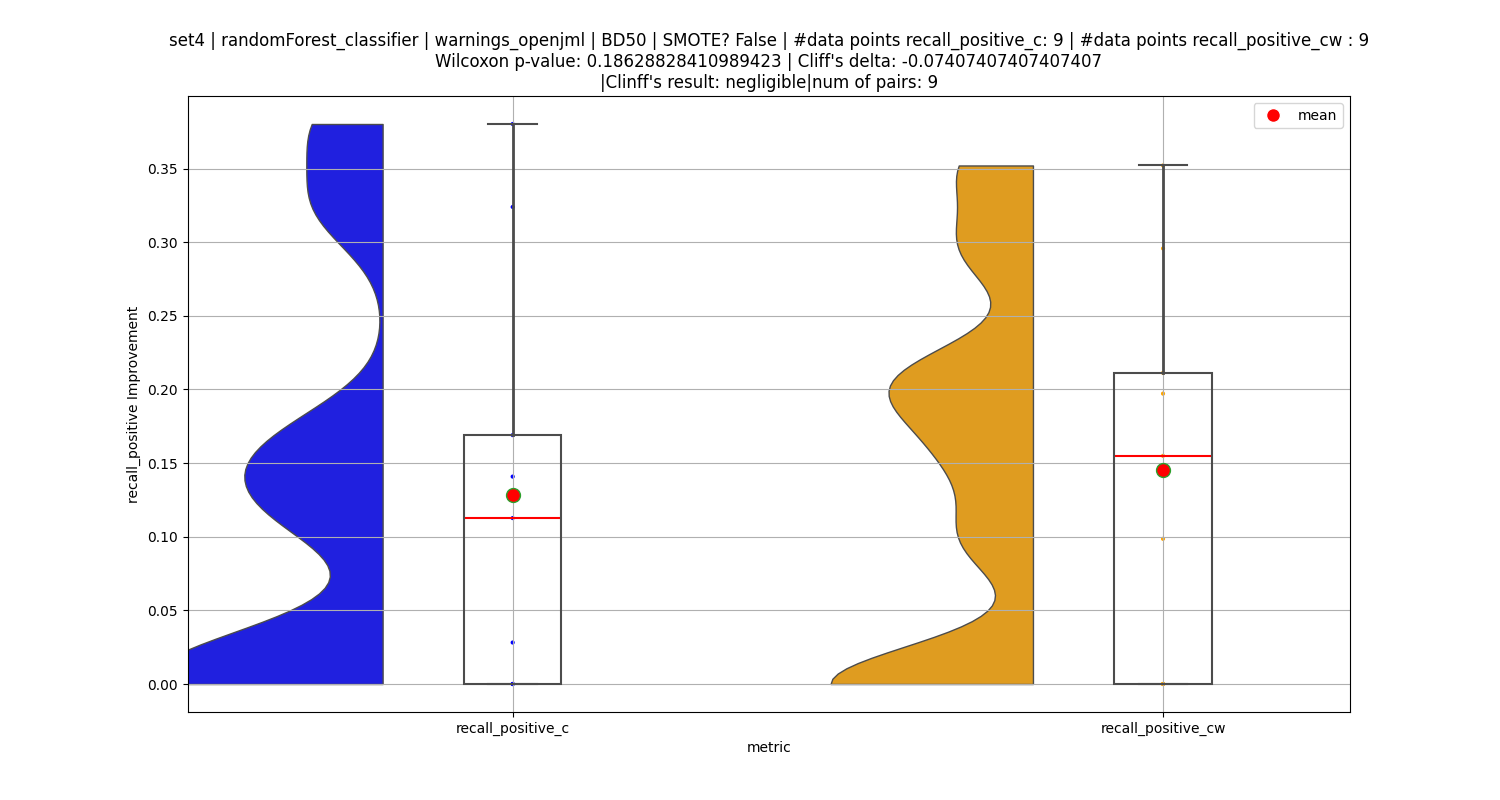 set4 | randomForest_classifier | warnings_openjml | BD50 | SMOTE? False | #data points recall_positive_c: 9 | #data points recall_positive_cw : 9
Wilcoxon p-value: 0.18628828410989423 | Cliff's delta: -0.07407407407407407
|Clinff's result: negligible|num of pairs: 9
mean
0.35
0.30
0.25
0.20
0.15
0.10
0.05
0.00
recall_positive Improvement
recall_positive_c
recall_positive_cw
metric